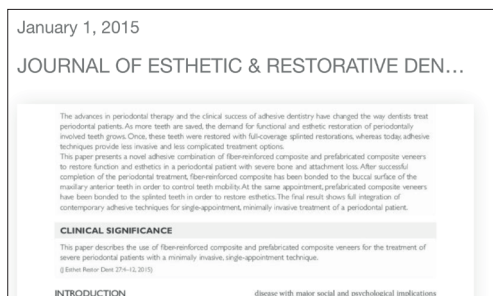 January 1, 2015
JOURNAL OF ESTHETIC & RESTORATIVE DEN...
The advances in periodontal therapy and the clinical success of adhesive dentistry have changed the way dentists treat
periodontal patients. As more teeth are saved, the demand for functional and esthetic restoration of periodontally
involved teeth grows. Once, these teeth were restored with full-coverage splinted restorations, whereas today, adhesive
techniques provide less invasive and less complicated treatment options.
This paper presents a novel adhesive combination of fiber-reinforced composite and prefabricated composite veneers
to restore function and esthetics in a periodontal patient with severe bone and attachment loss. After successful
completion of the periodontal treatment, fiber-reinforced composite has been bonded to the buccal surface of the
maxillary anterior teeth in order to control teeth mobility. At the same appointment, prefabricated composite veneers
have been bonded to the splinted teeth in order to restore esthetics. The final result shows full integration of
contemporary adhesive techniques for single-appointment, minimally invasive treatment of a periodontal patient.
CLINICAL SIGNIFICANCE
This paper describes the use of fiber-reinforced composite and prefabricated composite veneers for the treatment of
severe periodontal patients with a minimally invasive, single-appointment technique.
(J Esthet Restor Dent 27:4–12, 2015)
INTRODUCTION
disease with major social and psychological implications